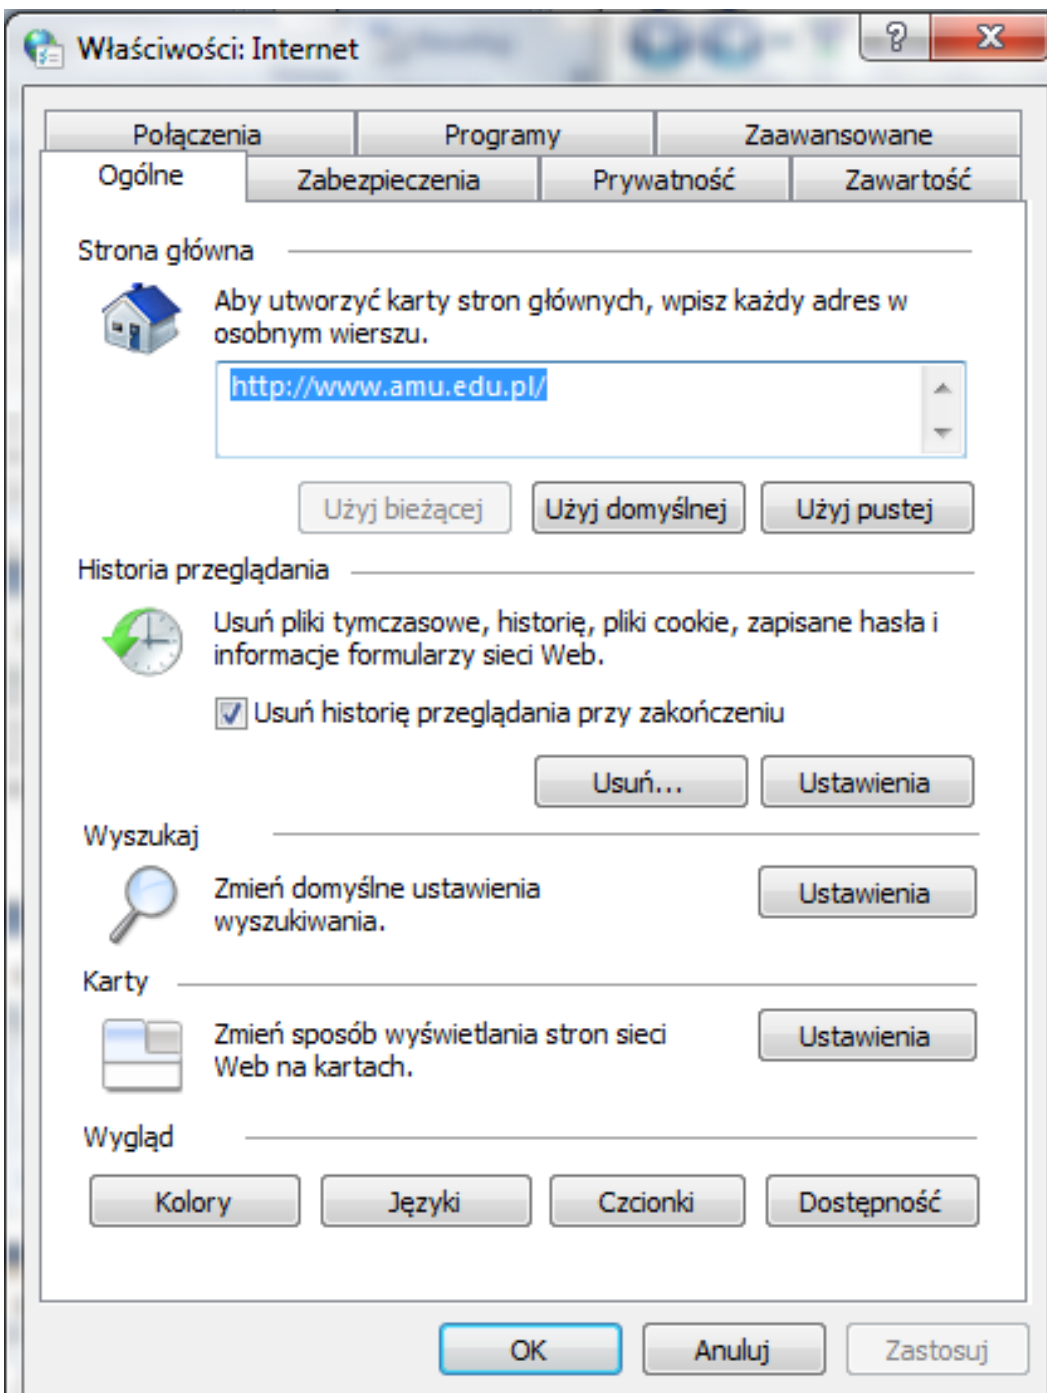 Właściwości: Internet
Połączenia Programy Zaawansowane
Ogólne Zabezpieczenia Prywatność Zawartość
Strona główna
Aby utworzyć karty stron głównych, wpisz każdy adres w
osobnym wierszu.
http://www.amu.edu.pl/
Użyj bieżącej Użyj domyślnej Użyj pustej
Historia przeglądania
Usuń pliki tymczasowe, historię, pliki cookie, zapisane hasła i
informacje formularzy sieci Web.
Usuń historię przeglądania przy zakończeniu
Usuń... Ustawienia
Wyszukaj
Zmień domyślne ustawienia
wyszukiwania.
Ustawienia
Karty
Zmień sposób wyświetlania stron sieci
Web na kartach.
Ustawienia
Wygląd
Kolory Języki Czcionki Dostępność
OK Anuluj Zastosuj